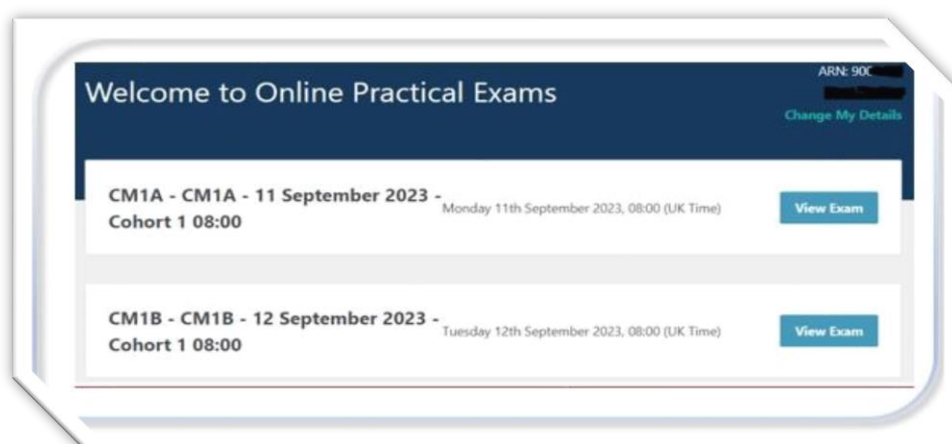 ARN: 900
Welcome to Online Practical Exams
Change My Details
CM1A - CM1A - 11 September 2023 -
Cohort 1 08:00
Monday 11th September 2023, 08:00 (UK Time)
View Exam
CM1B - CM1B - 12 September 2023 -
Cohort 1 08:00
Tuesday 12th September 2023, 08:00 (UK Time)
View Exam